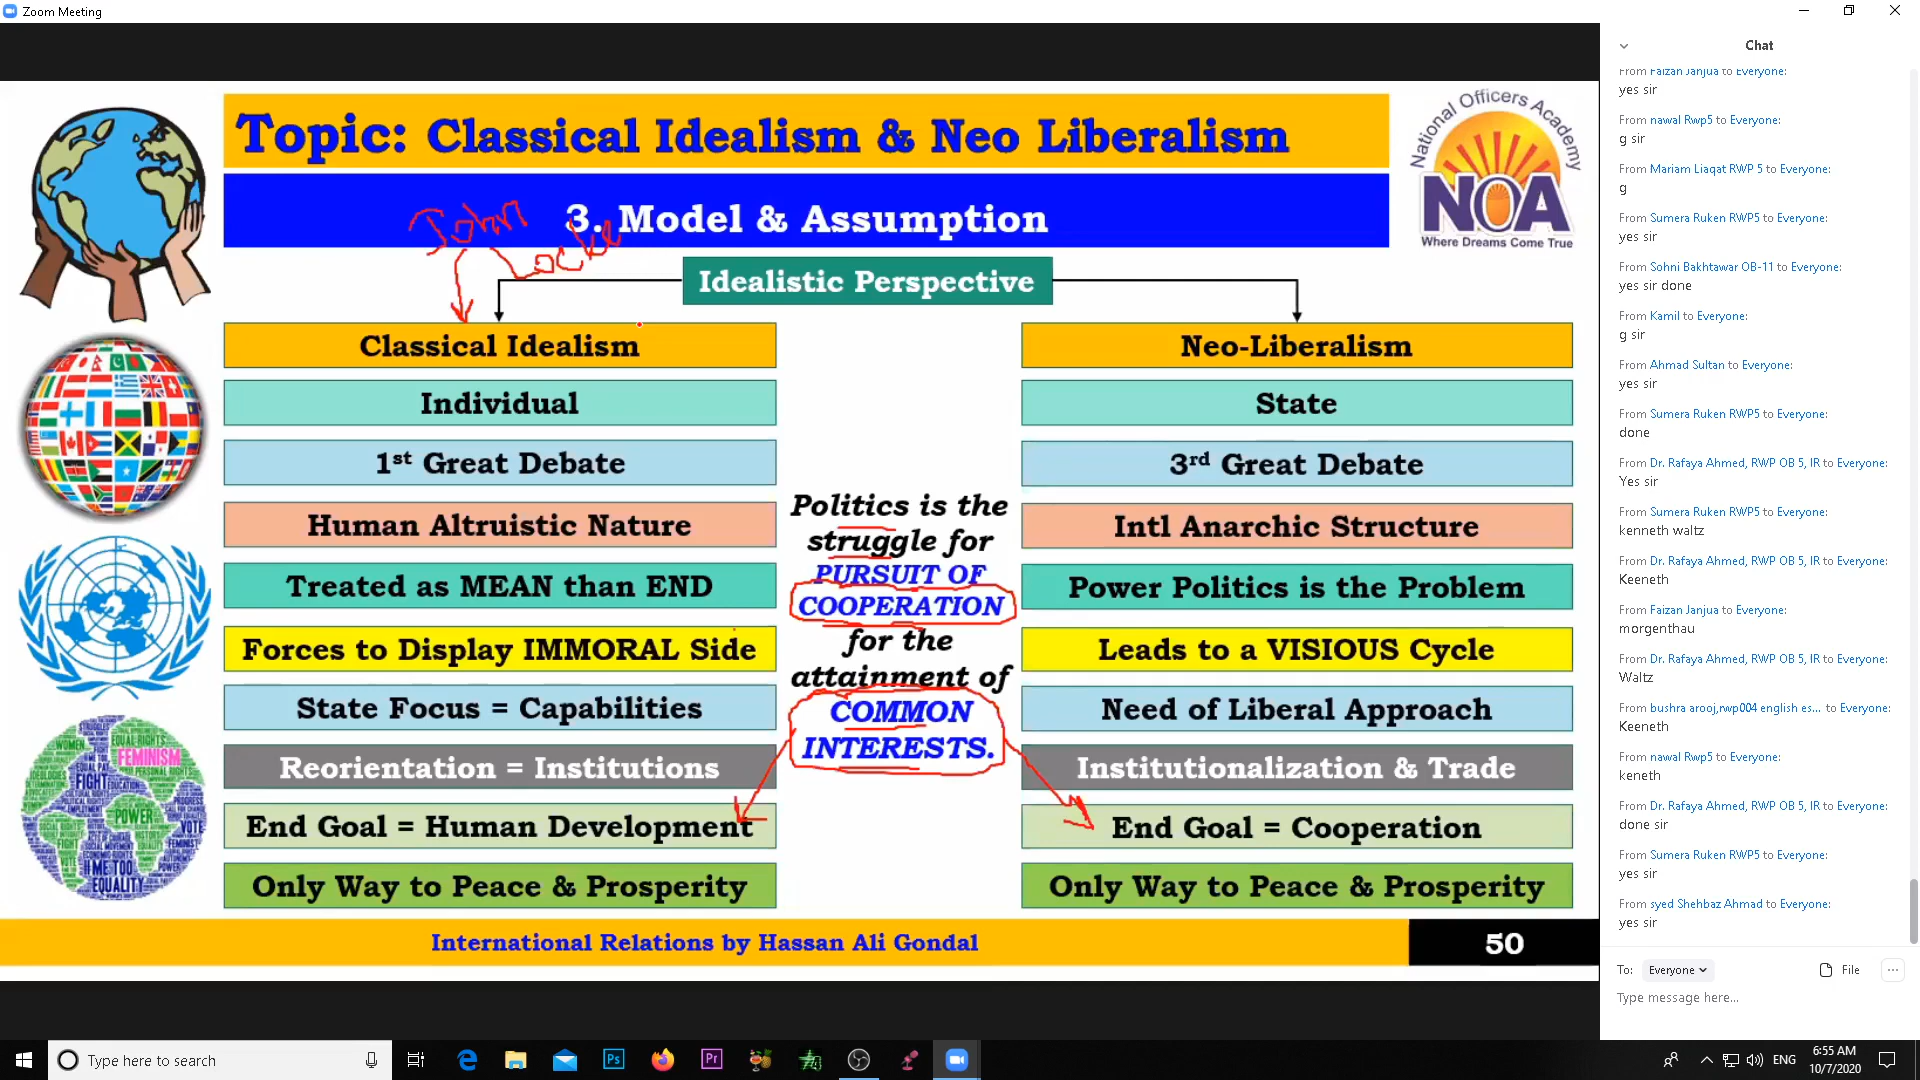 Zoom Meeting
Topic: Classical Idealism & Neo Liberalism
National Officers Academy
NOA
Where Dreams Come True
3. Model & Assumption
John
Locke
Idealistic Perspective
Classical Idealism
Individual
1st Great Debate
Human Altruistic Nature
Treated as MEAN than END
Forces to Display IMMORAL Side
State Focus = Capabilities
Reorientation = Institutions
End Goal = Human Development
Only Way to Peace & Prosperity
Politics is the
struggle for
PURSUIT OF
COOPERATION
for the
attainment of
COMMON
INTERESTS.
Neo-Liberalism
State
3rd Great Debate
Intl Anarchic Structure
Power Politics is the Problem
Leads to a VISIOUS Cycle
Need of Liberal Approach
Institutionalization & Trade
End Goal = Cooperation
Only Way to Peace & Prosperity
WOMEN
EQUAL RIGHTS
FEMINISM
FIGHT
EDUCATION
POWER
VOTE
#METOO
EQUALITY
International Relations by Hassan Ali Gondal
50
Chat
From Faizan Janjua to Everyone:
yes sir
From nawal Rwp5 to Everyone:
g sir
From Mariam Liaqat RWP 5 to Everyone:
g
From Sumera Ruken RWP5 to Everyone:
yes sir
From Sohni Bakhtawar OB-11 to Everyone:
yes sir done
From Kamil to Everyone:
g sir
From Ahmad Sultan to Everyone:
yes sir
From Sumera Ruken RWP5 to Everyone:
done
From Dr. Rafaya Ahmed, RWP OB 5, IR to Everyone:
Yes sir
From Sumera Ruken RWP5 to Everyone:
kenneth waltz
From Dr. Rafaya Ahmed, RWP OB 5, IR to Everyone:
Keeneth
From Faizan Janjua to Everyone:
morgenthau
From Dr. Rafaya Ahmed, RWP OB 5, IR to Everyone:
Waltz
From bushra arooj,rwp004 english es... to Everyone:
Keeneth
From nawal Rwp5 to Everyone:
keneth
From Dr. Rafaya Ahmed, RWP OB 5, IR to Everyone:
done sir
From Sumera Ruken RWP5 to Everyone:
yes sir
From syed Shehbaz Ahmad to Everyone:
yes sir
To: Everyone
File
Type message here...
Type here to search
Ps
Pr
ENG
6:55 AM
10/7/2020